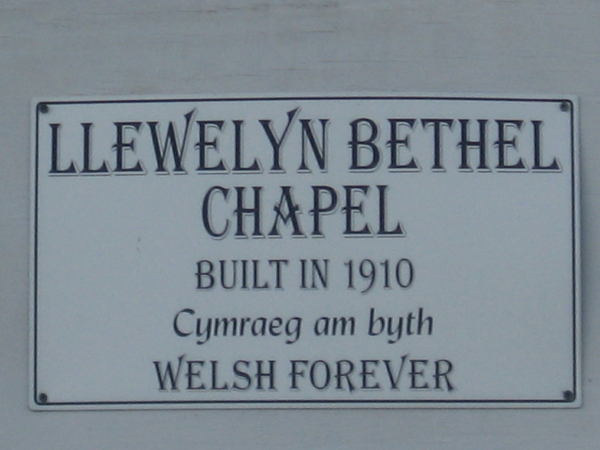 LLEWELYN BETHEL
CHAPEL
BUILT IN 1910
Cymraeg am byth
WELSH FOREVER